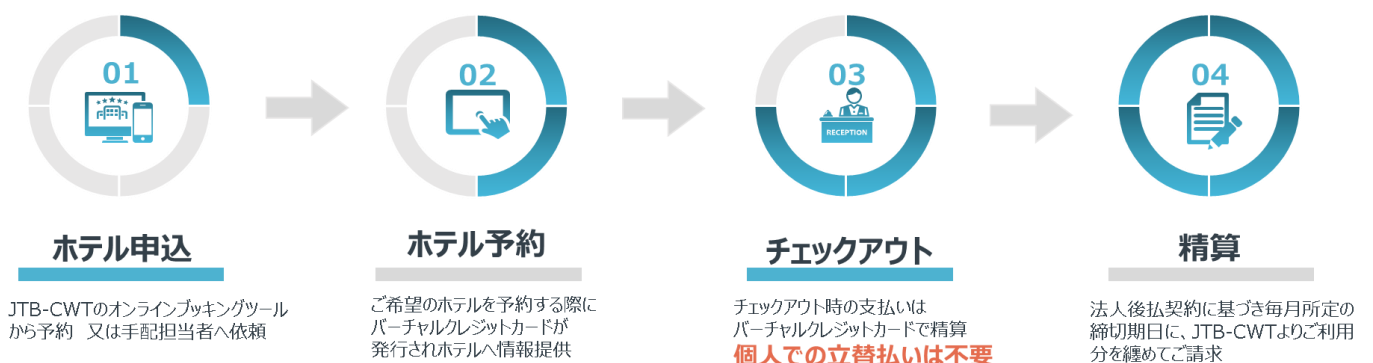 01
02
03
04
RECEPTION
ホテル申込
ホテル予約
チェックアウト
精算
JTB-CWTのオンラインブッキングツール
から予約 又は手配担当者へ依頼
ご希望のホテルを予約する際に
バーチャルクレジットカードが
発行されホテルへ情報提供
チェックアウト時の支払いは
バーチャルクレジットカードで精算
個人での立替払いは不要
法人後払契約に基づき毎月所定の
締切期日に、JTB-CWTよりご利用
分を纏めてご請求